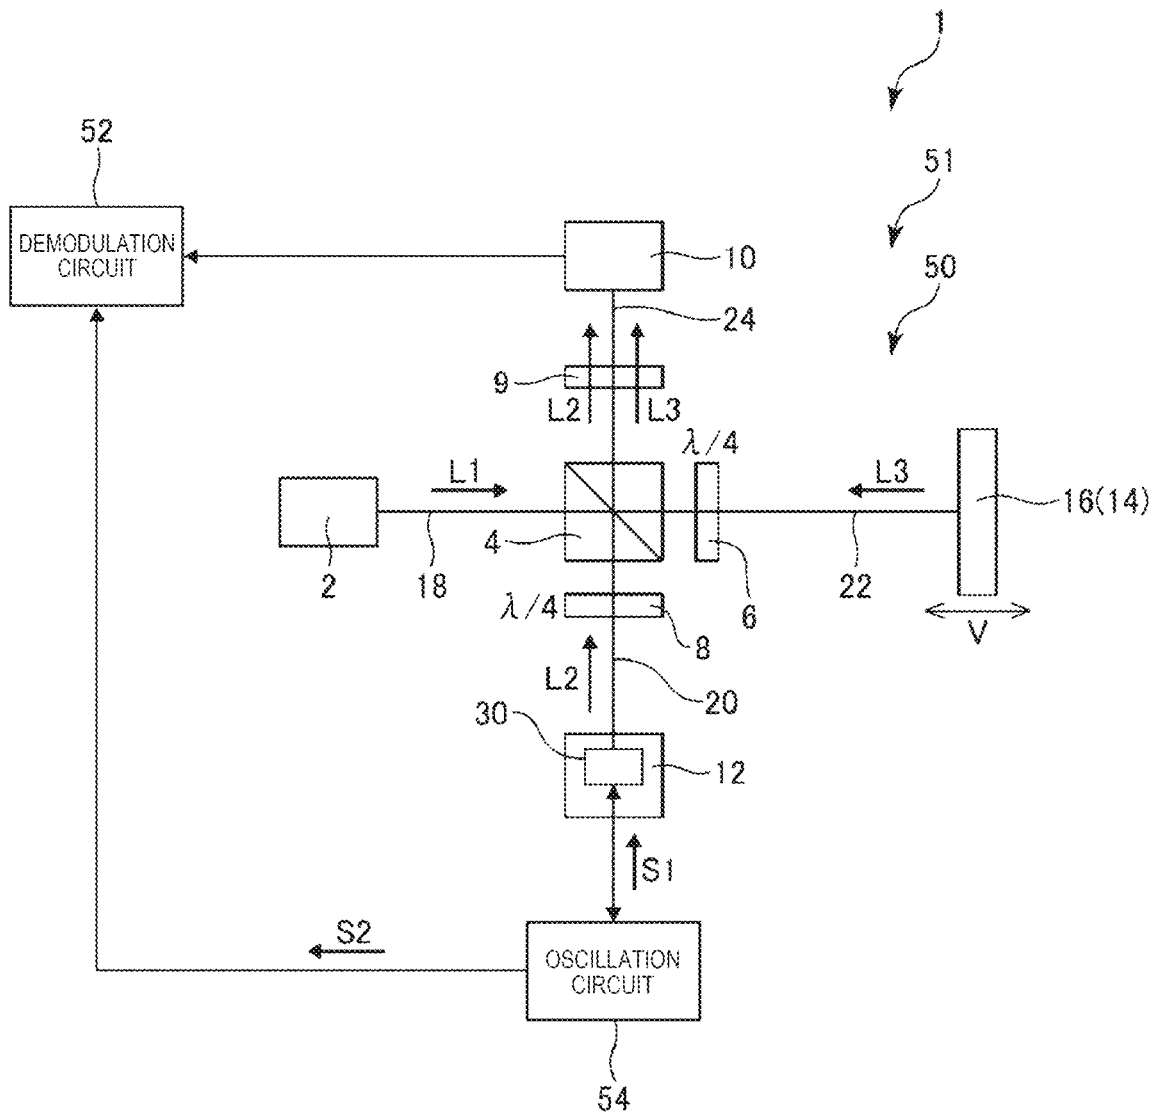 1
52
51
DEMODULATION
CIRCUIT
10
50
24
9
L2
L3
λ/4
L1
L3
16(14)
2
18
4
6
22
λ/4
8
V
L2
20
30
12
S1
S2
OSCILLATION
CIRCUIT
54